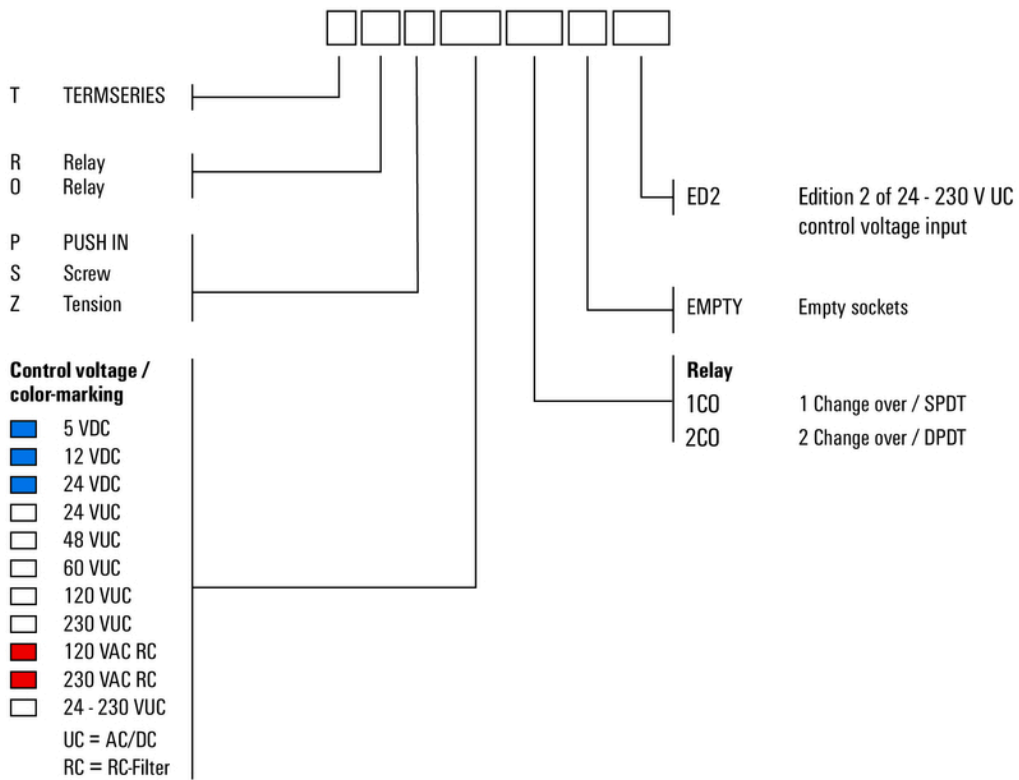 T TERMSERIES
R Relay
O Relay
P PUSH IN
S Screw
Z Tension
Control voltage /
color-marking
5 VDC
12 VDC
24 VDC
24 VUC
48 VUC
60 VUC
120 VUC
230 VUC
120 VAC RC
230 VAC RC
24 - 230 VUC
UC = AC/DC
RC = RC-Filter
ED2 Edition 2 of 24 - 230 V UC
control voltage input
EMPTY Empty sockets
Relay
1CO 1 Change over / SPDT
2CO 2 Change over / DPDT